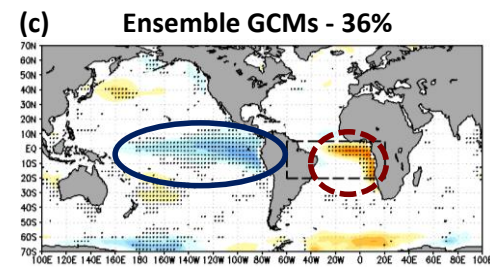 (c) Ensemble GCMs - 36%
70N
60N
50N
40N
30N
20N
10N
EQ
10S
20S
30S
40S
50S
60S
70S
100E 120E 140E 160E 180 160W 140W 120W 100W 80W 60W 40W 20W 0 20E 40E 60E 80E 100E